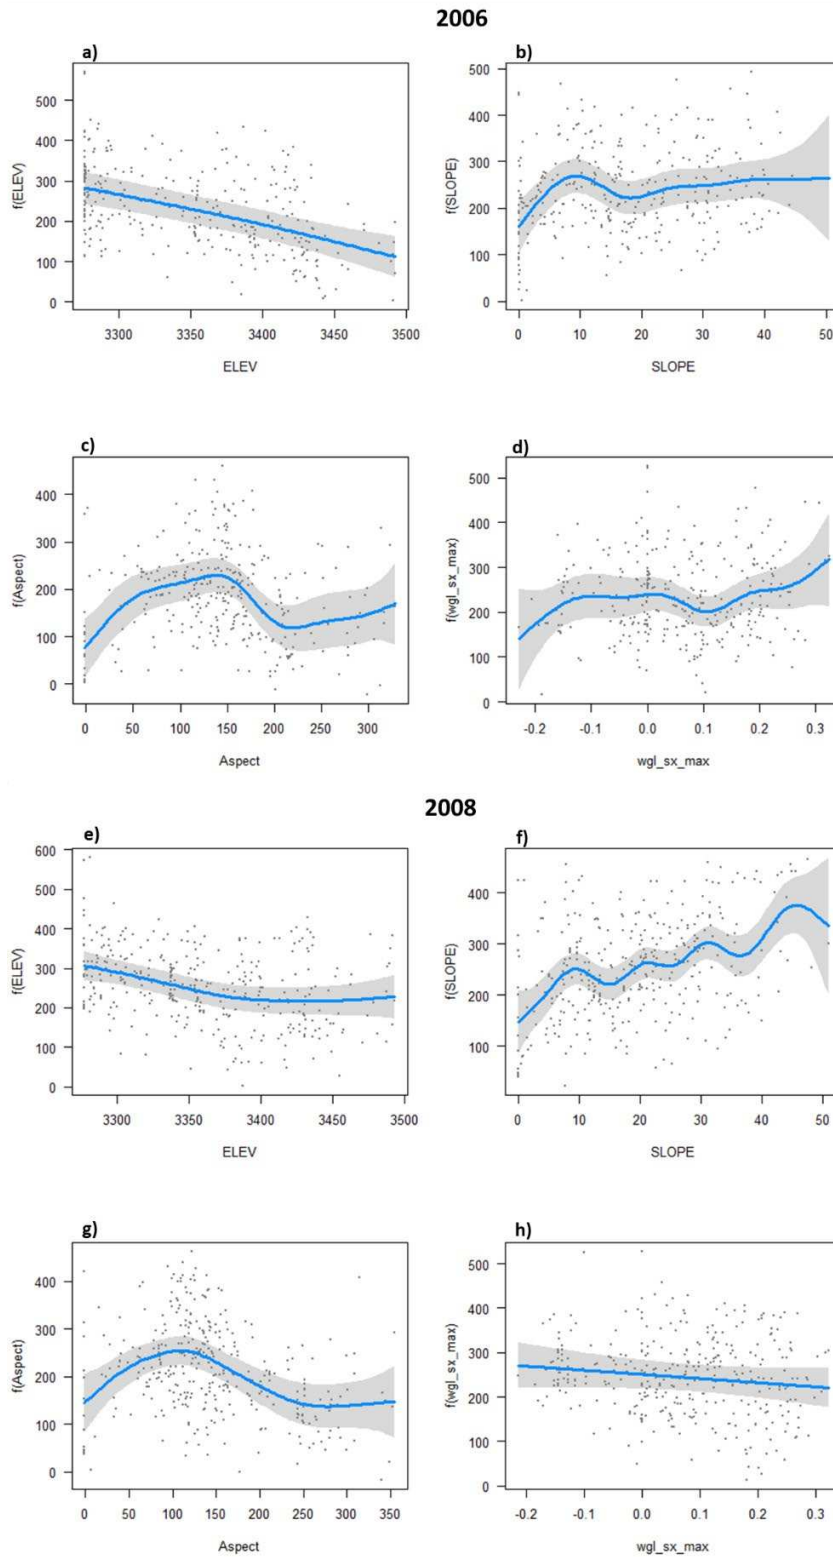 2006
a)
b)
f(ELEV)
500
400
300
200
100
0
3300 3350 3400 3450 3500
ELEV
f(SLOPE)
500
400
300
200
100
0
0 10 20 30 40 50
SLOPE
c)
d)
f(Aspect)
400
300
200
100
0
0 50 100 150 200 250 300
Aspect
f(wgl_sx_max)
500
400
300
200
100
0
-0.2 -0.1 0.0 0.1 0.2 0.3
wgl_sx_max
2008
e)
f)
f(ELEV)
600
500
400
300
200
100
0
3300 3350 3400 3450 3500
ELEV
f(SLOPE)
400
300
200
100
0 10 20 30 40 50
SLOPE
g)
h)
f(Aspect)
400
300
200
100
0
0 50 100 150 200 250 300 350
Aspect
f(wgl_sx_max)
500
400
300
200
100
0
-0.2 -0.1 0.0 0.1 0.2 0.3
wgl_sx_max